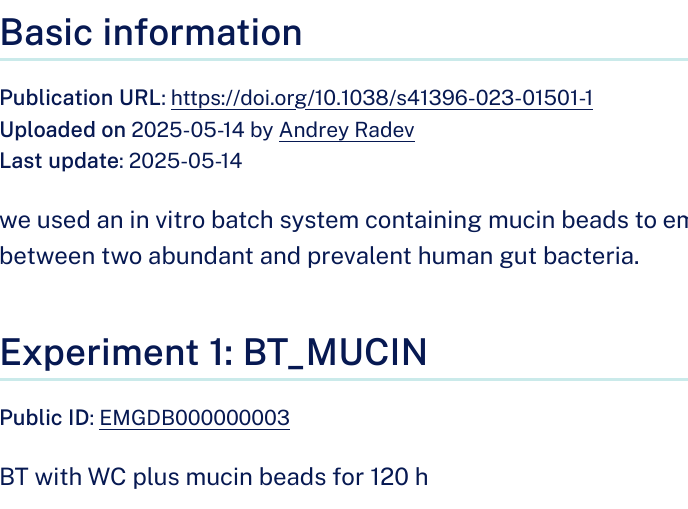 Basic information
Publication URL: https://doi.org/10.1038/s41396-023-01501-1
Uploaded on 2025-05-14 by Andrey Radev
Last update: 2025-05-14
we used an in vitro batch system containing mucin beads to
between two abundant and prevalent human gut bacteria.
Experiment 1: BT_MUCIN
Public ID: EMGDB000000003
BT with WC plus mucin beads for 120 h